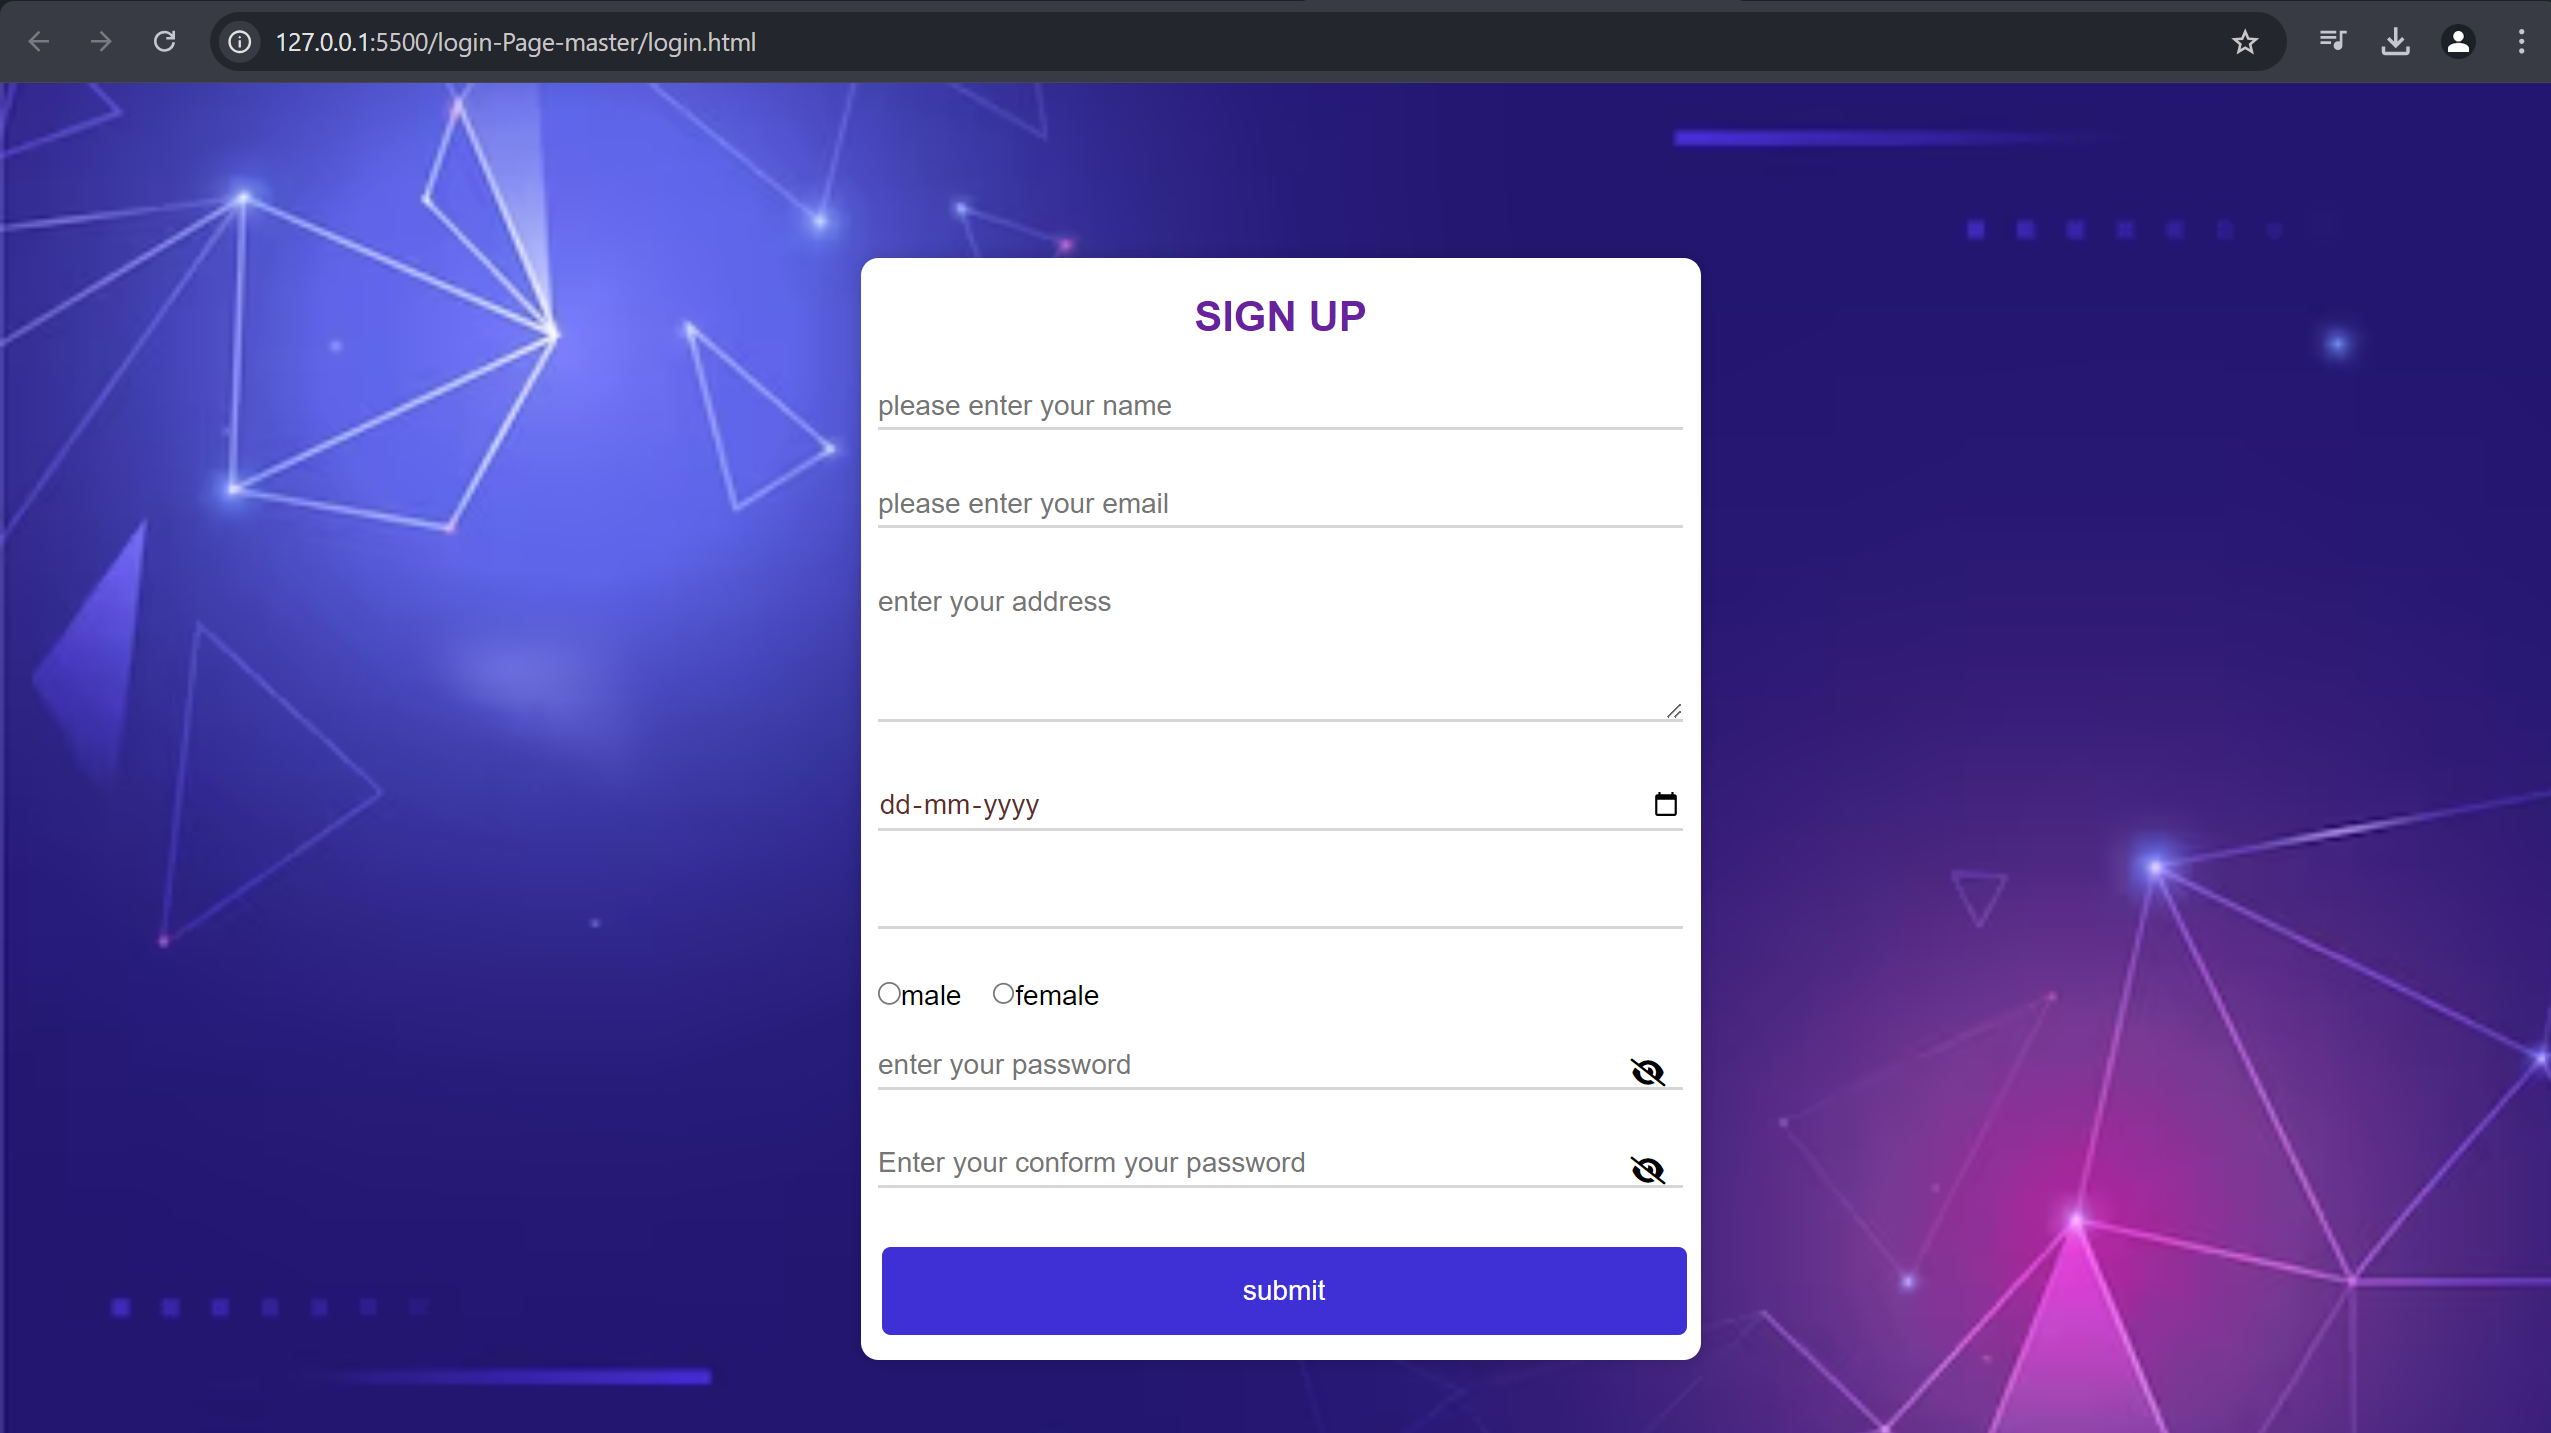 127.0.0.1:5500/login-Page-master/login.html
SIGN UP
please enter your name
please enter your email
enter your address
dd-mm-yyyy
male female
enter your password
Enter your conform your password
submit